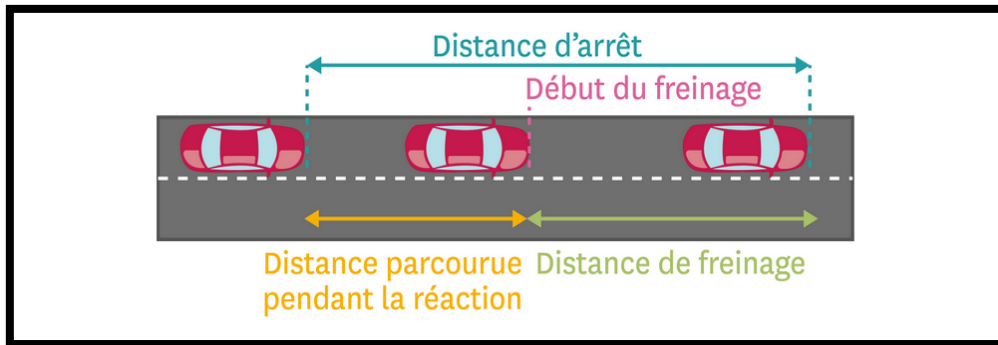 Distance d'arrêt
Début du freinage
Distance parcourue
pendant la réaction
Distance de freinage